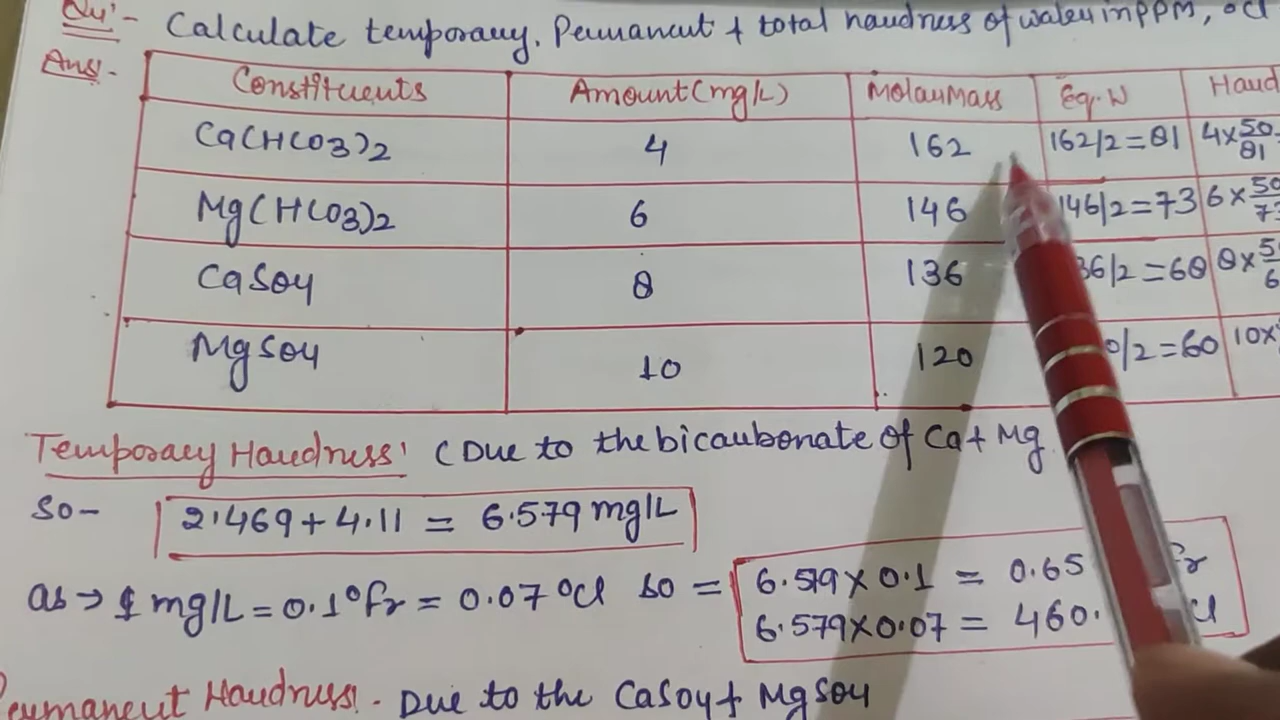 Qu:- Calculate temporary, Permanent + total hardness of water in PPM, °Cl
Ans.-
Constituents Amount(mg/L) Molar Mass Eq.W Hard
Ca(HCO3)2 4 162 162/2=81 4×50/81
Mg(HCO3)2 6 146 146/2=73 6×50/7
CaSO4 8 136 36/2=68 8×5/6
MgSO4 10 120 0/2=60 10×
Temporary Hardness: (Due to the bicarbonate of Ca+Mg
So- 2.469+4.11 = 6.579 mg/L
as → 1 mg/L = 0.1°fr = 0.07°Cl so = 6.579×0.1 = 0.65 fr
6.579×0.07 = 460. Cl
ermanent Hardness. - Due to the CaSO4+ MgSO4